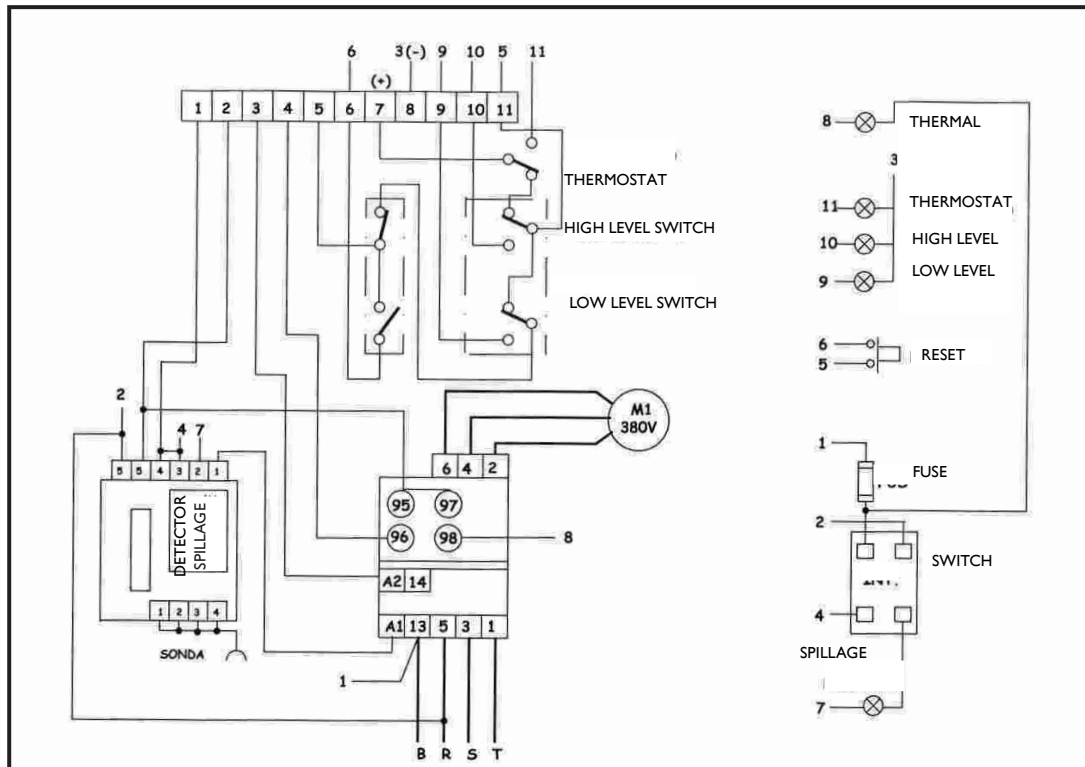 6 3(-) 9 10 5 11
(+)
1 2 3 4 5 6 7 8 9 10 11
8 THERMAL
3
THERMOSTAT
11 THERMOSTAT
HIGH LEVEL SWITCH
10 HIGH LEVEL
9 LOW LEVEL
LOW LEVEL SWITCH
6
5 RESET
2
M1
380V
4 7
1
FUSE
5 5 4 3 2 1
6 4 2
DETECTOR
SPILLAGE
95 97
96 98 8
2
SWITCH
A2 14
1 2 3 4
4
A1 13 5 3 1
SONDA
SPILLAGE
1
7
B R S T